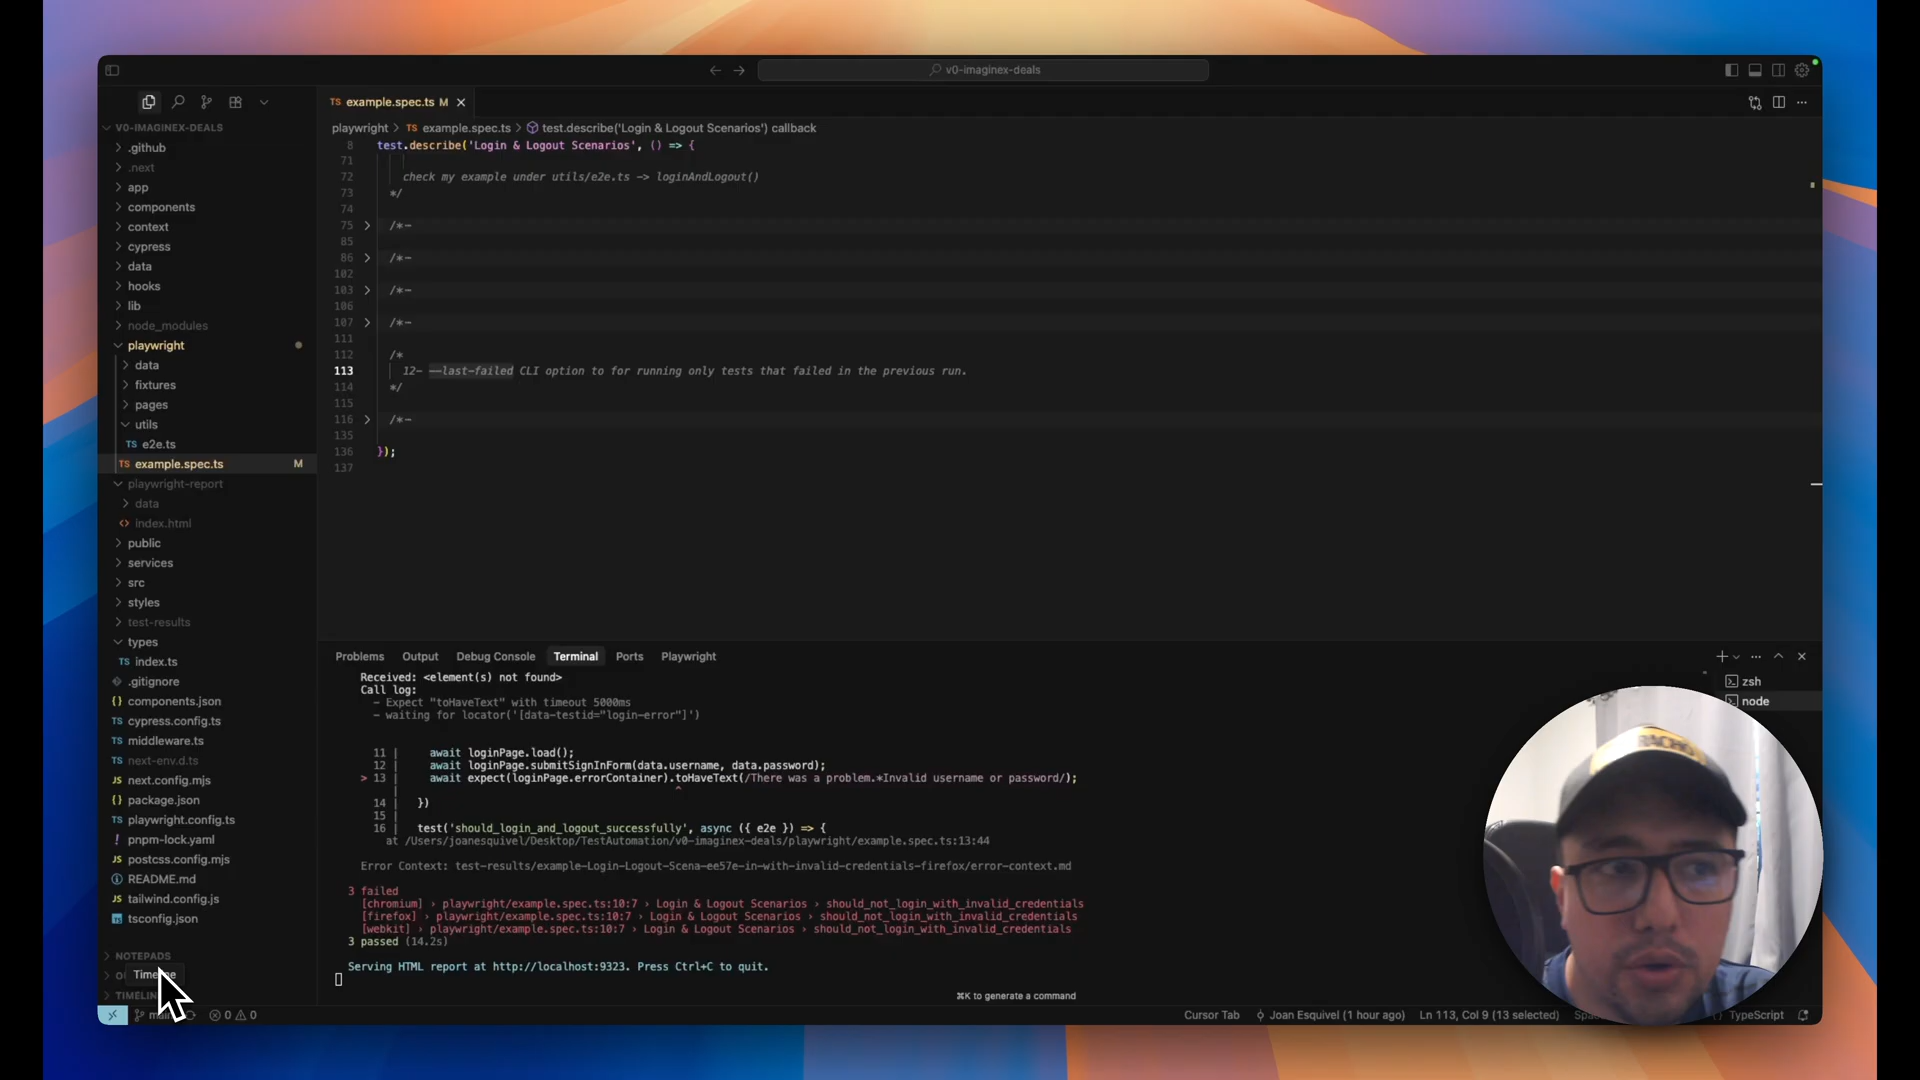 v0-imaginex-deals
TS example.spec.ts M
playwright > TS example.spec.ts > test.describe('Login & Logout Scenarios') callback
V0-IMAGINEX-DEALS
.github
.next
app
components
context
cypress
data
hooks
lib
node_modules
playwright
data
fixtures
pages
utils
TS e2e.ts
TS example.spec.ts M
playwright-report
data
<> index.html
public
services
src
styles
test-results
types
TS index.ts
.gitignore
{} components.json
TS cypress.config.ts
TS middleware.ts
TS next-env.d.ts
JS next.config.mjs
{} package.json
TS playwright.config.ts
! pnpm-lock.yaml
JS postcss.config.mjs
README.md
JS tailwind.config.js
tsconfig.json
NOTEPADS
8 test.describe('Login & Logout Scenarios', () => {
71
72 check my example under utils/e2e.ts -> loginAndLogout()
73 */
74
75 /*-
85
86 /*-
102
103 /*-
106
107 /*-
111
112 /*
113 12- --last-failed CLI option to for running only tests that failed in the previous run.
114 */
115
116 /*-
135
136 });
137
Problems Output Debug Console Terminal Ports Playwright
zsh
node
Received: <element(s) not found>
Call log:
- Expect "toHaveText" with timeout 5000ms
- waiting for locator('[data-testid="login-error"]')
11 | await loginPage.load();
12 | await loginPage.submitSignInForm(data.username, data.password);
> 13 | await expect(loginPage.errorContainer).toHaveText(/There was a problem.*Invalid username or password/);
| ^
14 | })
15 |
16 | test('should_login_and_logout_successfully', async ({ e2e }) => {
at /Users/joanesquivel/Desktop/TestAutomation/v0-imaginex-deals/playwright/example.spec.ts:13:44
Error Context: test-results/example-Login-Logout-Scena-ee57e-in-with-invalid-credentials-firefox/error-context.md
3 failed
[chromium] › playwright/example.spec.ts:10:7 › Login & Logout Scenarios › should_not_login_with_invalid_credentials
[firefox] › playwright/example.spec.ts:10:7 › Login & Logout Scenarios › should_not_login_with_invalid_credentials
[webkit] › playwright/example.spec.ts:10:7 › Login & Logout Scenarios › should_not_login_with_invalid_credentials
3 passed (14.2s)
Serving HTML report at http://localhost:9323. Press Ctrl+C to quit.
⌘K to generate a command
0 0
Cursor Tab Joan Esquivel (1 hour ago) Ln 113, Col 9 (13 selected) TypeScript